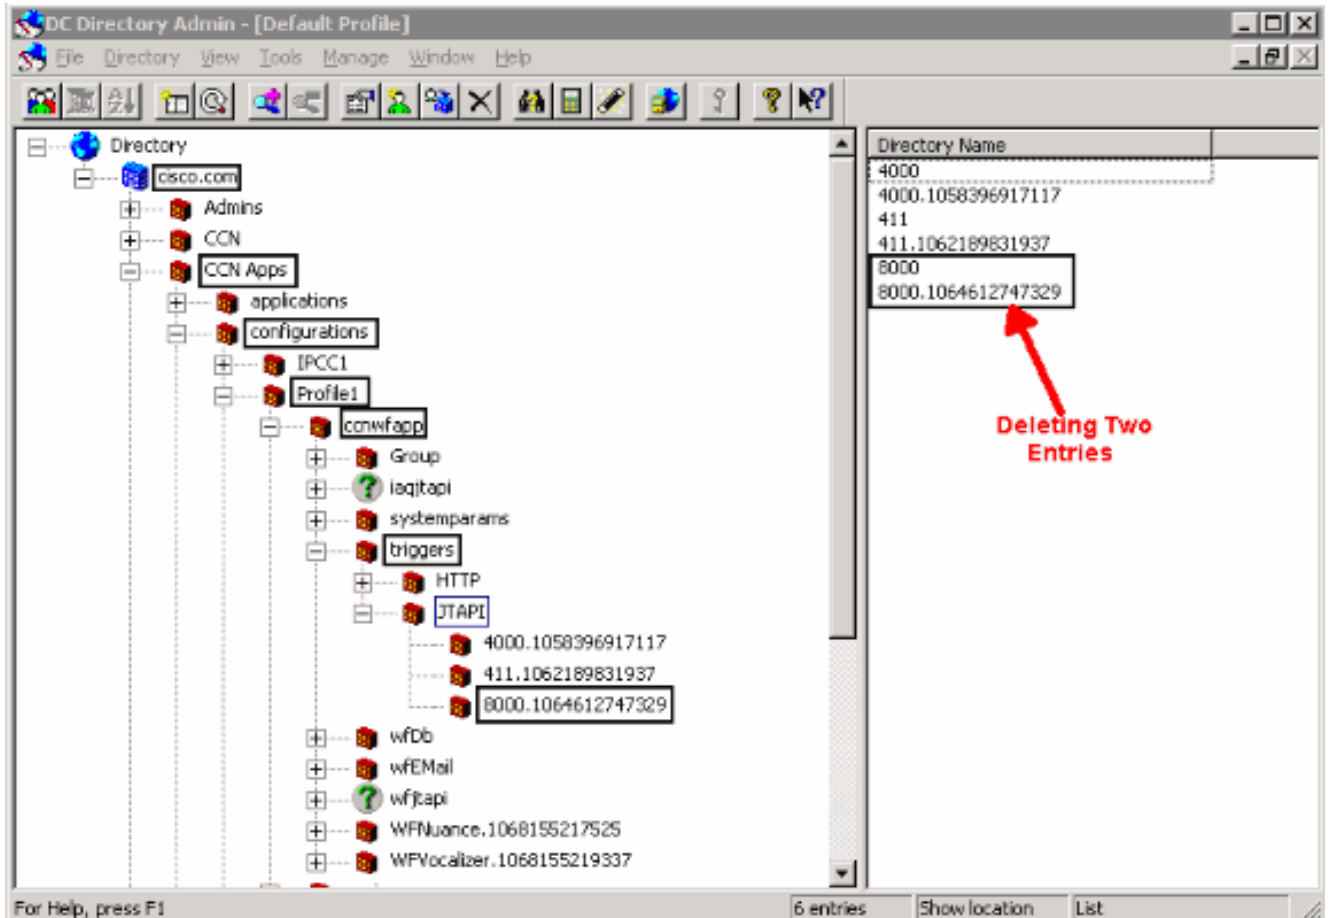 DC Directory Admin - [Default Profile]
File Directory View Tools Manage Window Help
Directory
cisco.com
Admins
CCN
CCN Apps
applications
configurations
IPCC1
Profile1
ccnwfapp
Group
iaqjtapi
systemparams
triggers
HTTP
JTAPI
4000.1058396917117
411.1062189831937
8000.1064612747329
wfDb
wfEMail
wfjtapi
WFNuance.1068155217525
WFVocalizer.1068155219337
Directory Name
4000
4000.1058396917117
411
411.1062189831937
8000
8000.1064612747329
Deleting Two
Entries
For Help, press F1
6 entries
Show location
List